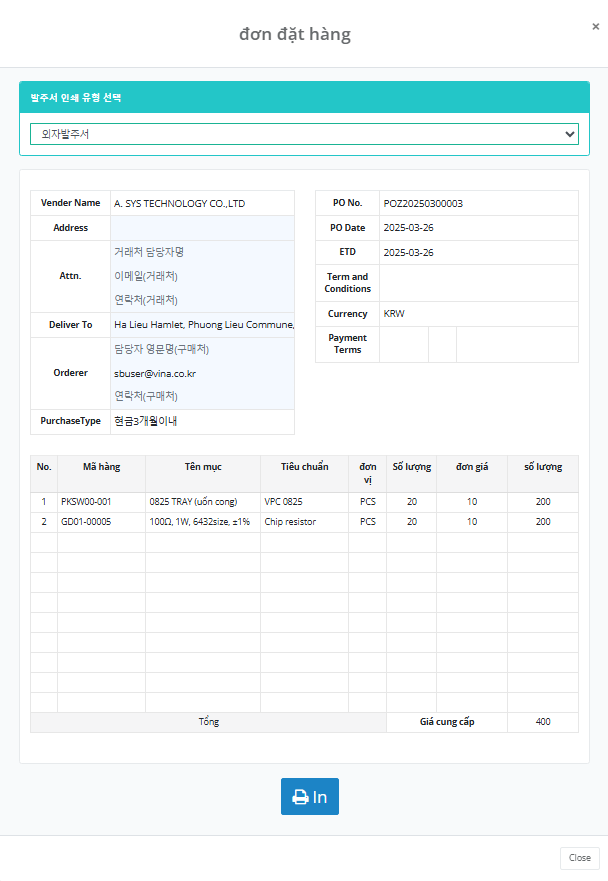 đơn đặt hàng
×
발주서 인쇄 유형 선택
외자발주서
Vender Name A. SYS TECHNOLOGY CO.,LTD
Address
Attn. 거래처 담당자명
이메일(거래처)
연락처(거래처)
Deliver To Ha Lieu Hamlet, Phuong Lieu Commune,
Orderer 담당자 영문명(구매처)
sbuser@vina.co.kr
연락처(구매처)
PurchaseType 현금3개월이내
PO No. POZ20250300003
PO Date 2025-03-26
ETD 2025-03-26
Term and
Conditions
Currency KRW
Payment
Terms
No. Mã hàng Tên mục Tiêu chuẩn đơn vị Số lượng đơn giá số lượng
1 PKSW00-001 0825 TRAY (uốn cong) VPC 0825 PCS 20 10 200
2 GD01-00005 100Ω, 1W, 6432size, ±1% Chip resistor PCS 20 10 200
Tổng Giá cung cấp 400
In
Close